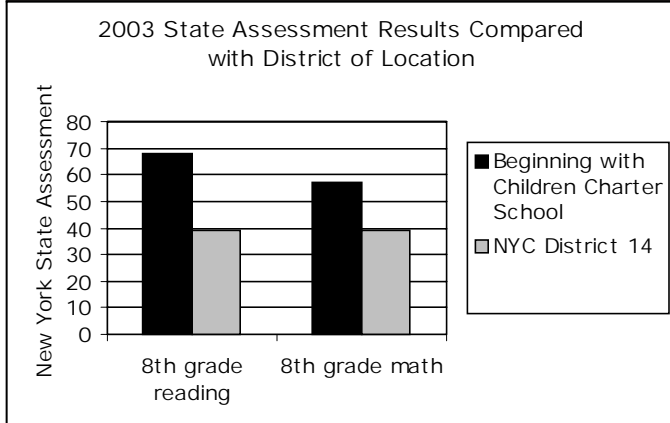 2003 State Assessment Results Compared
with District of Location
New York State Assessment
80
70
60
50
40
30
20
10
0
8th grade
reading
8th grade math
Beginning with
Children Charter
School
NYC District 14